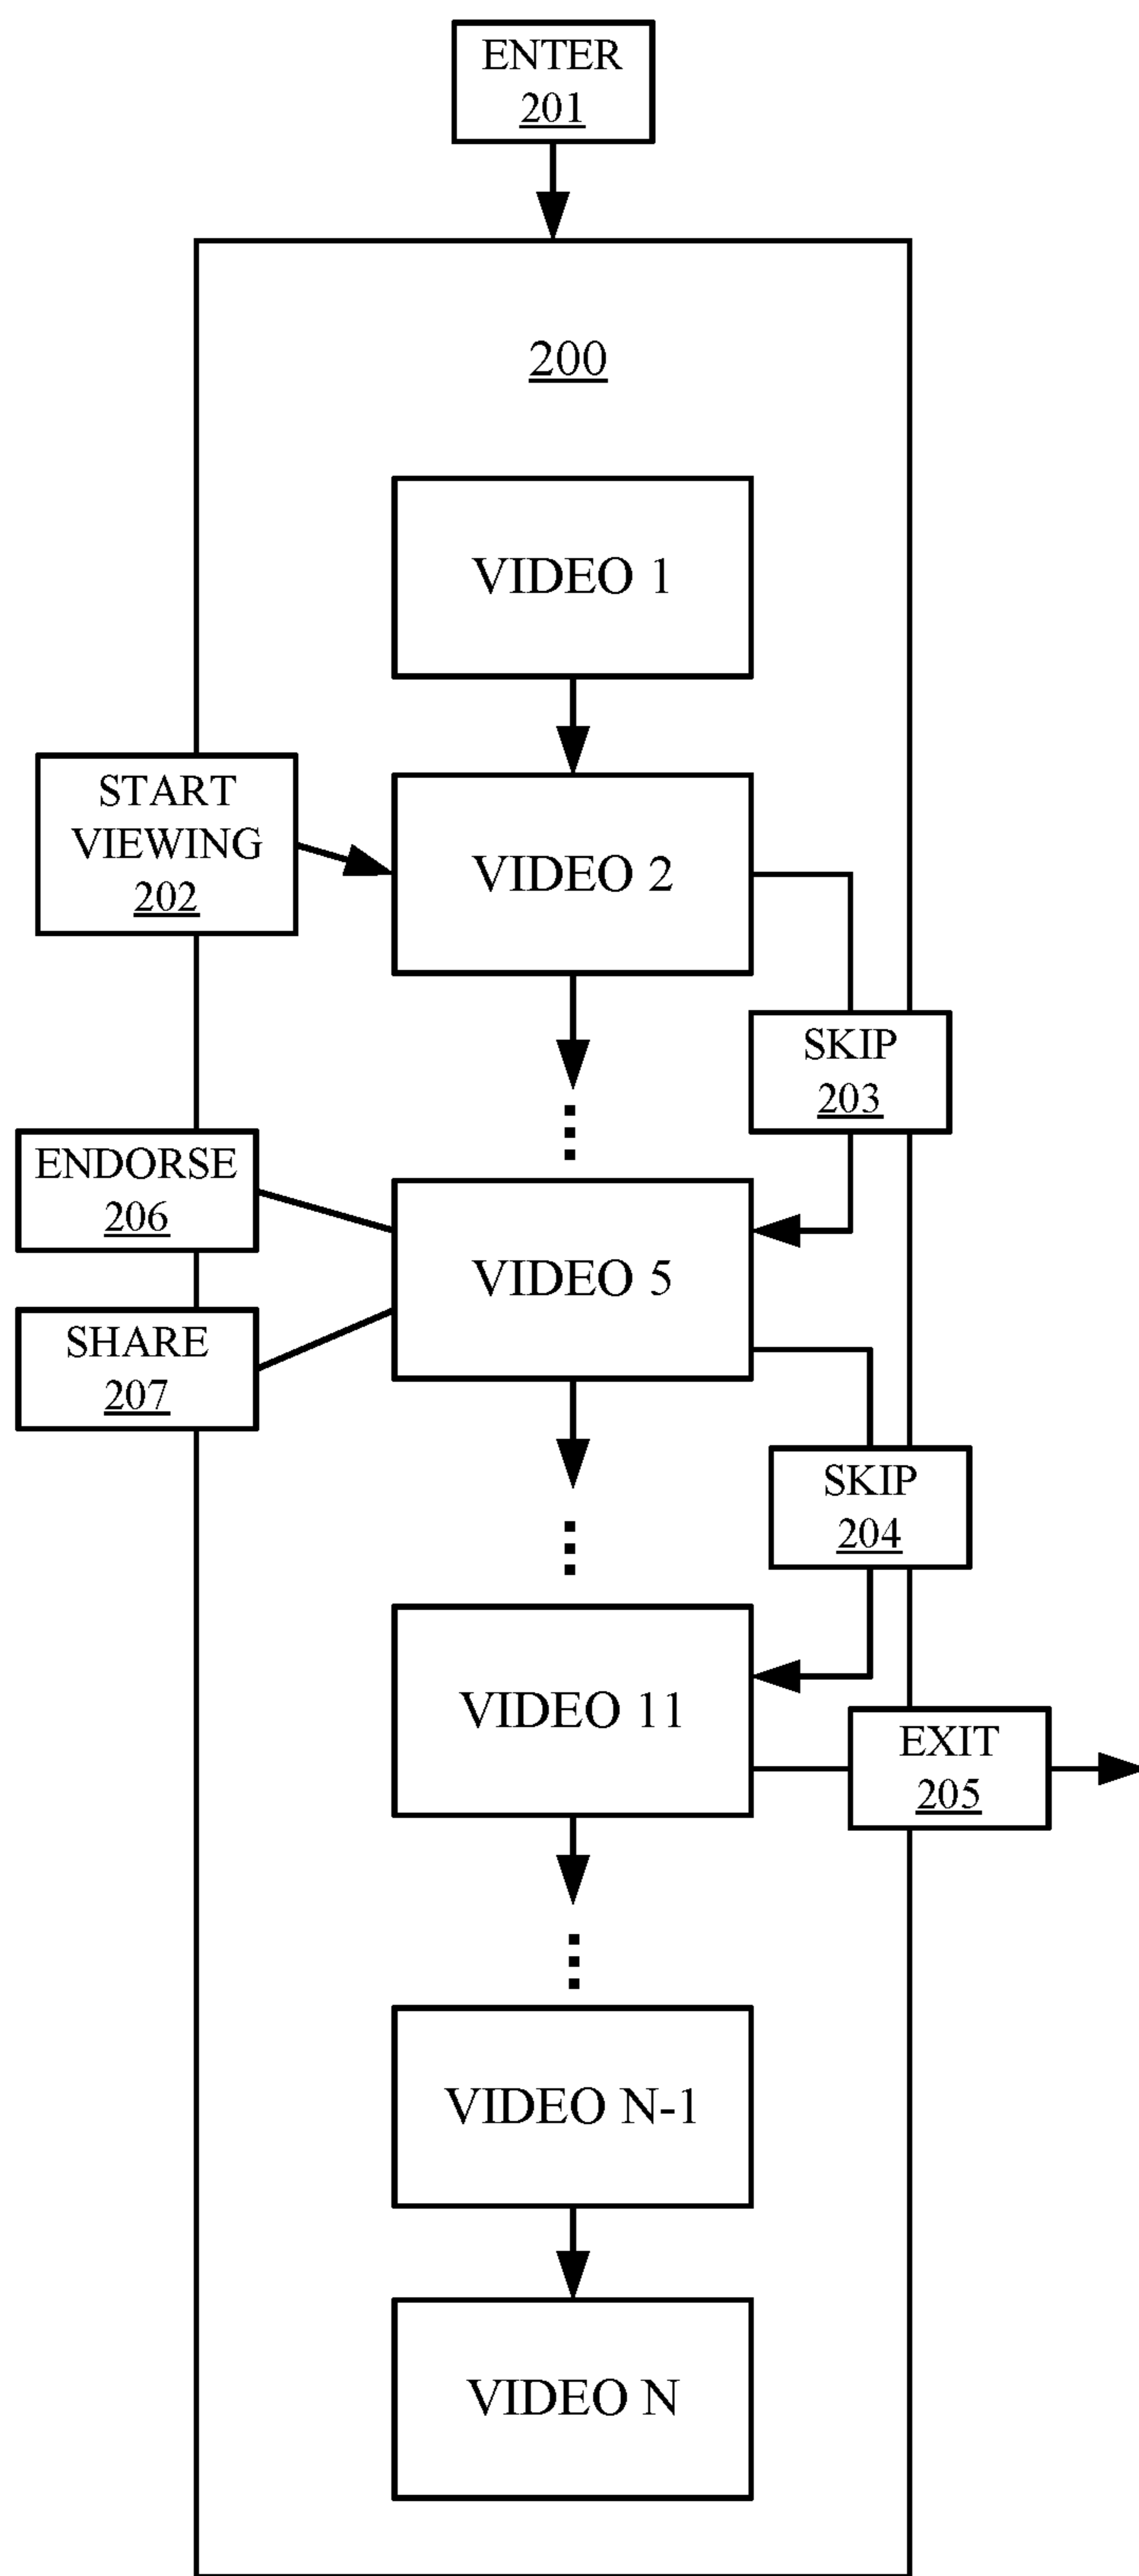 ENTER
201
200
VIDEO 1
START
VIEWING
202
VIDEO 2
SKIP
203
ENDORSE
206
VIDEO 5
SHARE
207
SKIP
204
VIDEO 11
EXIT
205
VIDEO N-1
VIDEO N